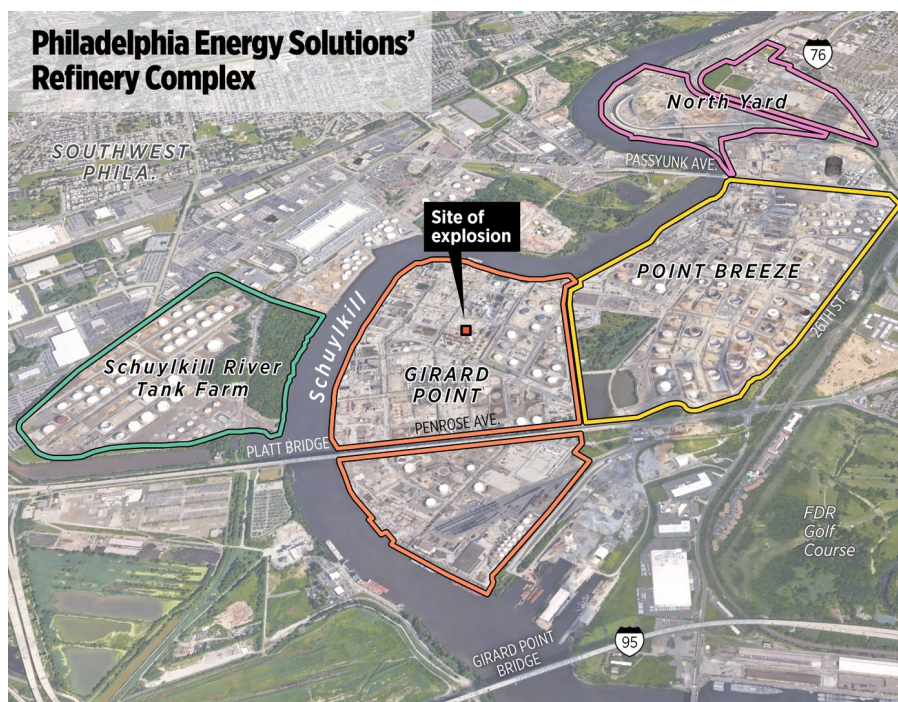 Philadelphia Energy Solutions’
Refinery Complex
76
North Yard
SOUTHWEST
PHILA.
PASSYUNK AVE.
Site of
explosion
POINT BREEZE
26TH ST.
Schuylkill
Schuylkill River
Tank Farm
GIRARD
POINT
PENROSE AVE.
PLATT BRIDGE
FDR
Golf
Course
GIRARD POINT
BRIDGE
95